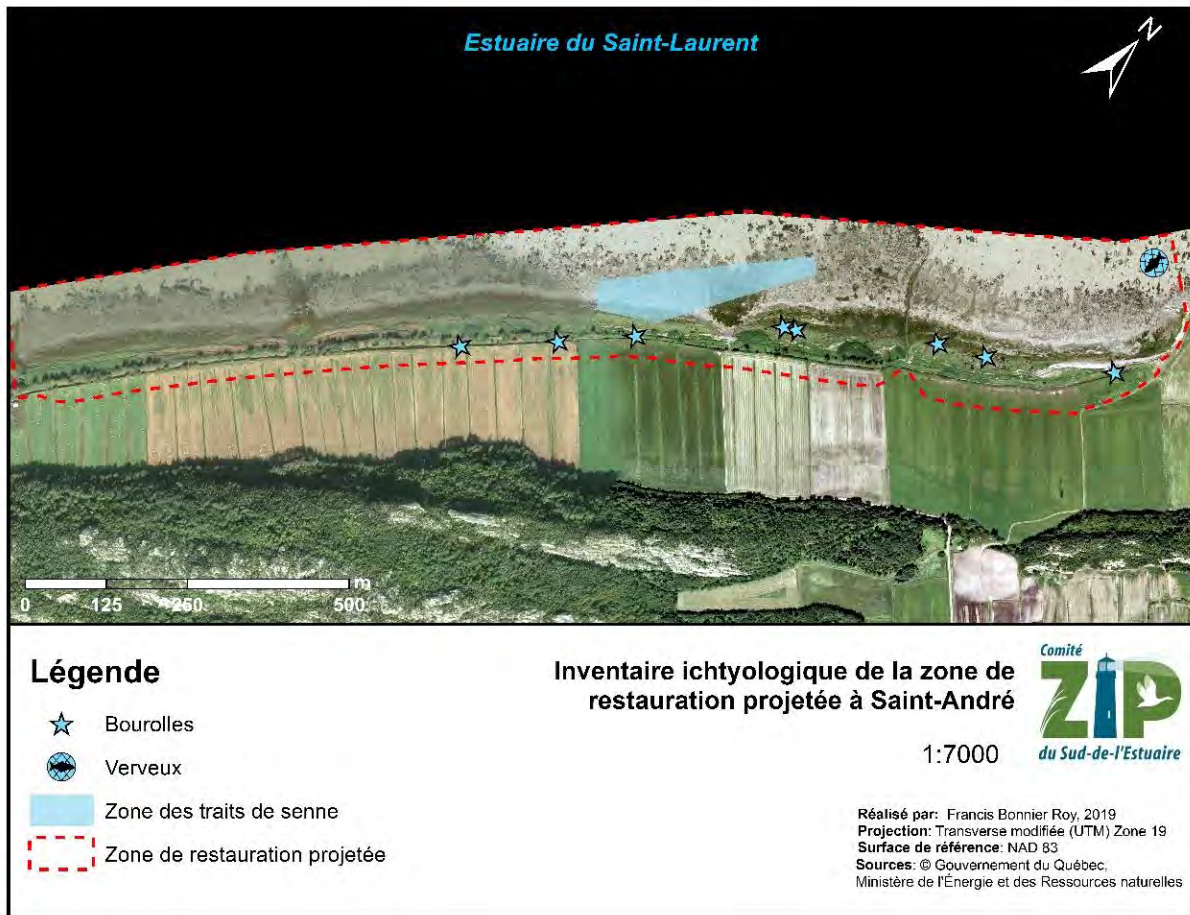 Estuaire du Saint-Laurent
N
m
0 125 250 500
Légende
Bourolles
Verveux
Zone des traits de senne
Zone de restauration projetée
Inventaire ichtyologique de la zone de
restauration projetée à Saint-André
1:7000
Comité
ZIP
du Sud-de-l'Estuaire
Réalisé par: Francis Bonnier Roy, 2019
Projection: Transverse modifiée (UTM) Zone 19
Surface de référence: NAD 83
Sources: © Gouvernement du Québec,
Ministère de l'Énergie et des Ressources naturelles